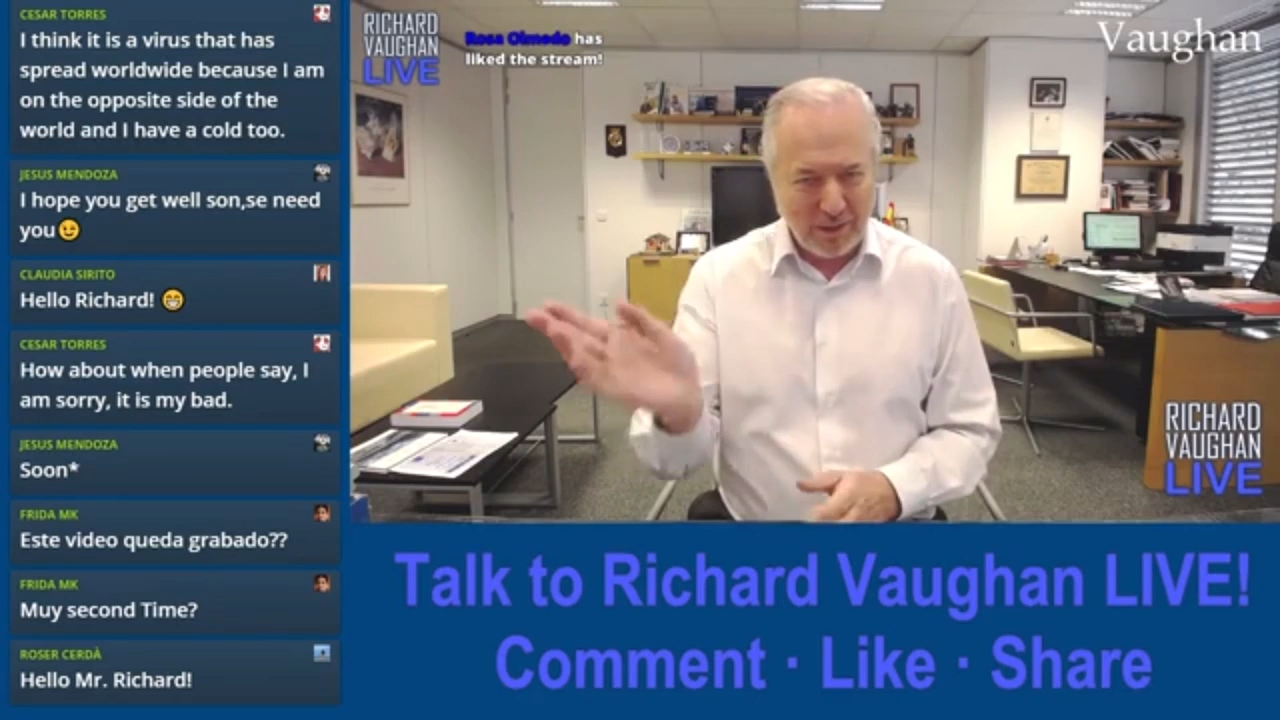 CESAR TORRES
I think it is a virus that has
spread worldwide because I am
on the opposite side of the
world and I have a cold too.
JESUS MENDOZA
I hope you get well son,se need
you😉
CLAUDIA SIRITO
Hello Richard! 😁
CESAR TORRES
How about when people say, I
am sorry, it is my bad.
JESUS MENDOZA
Soon*
FRIDA MK
Este video queda grabado??
FRIDA MK
Muy second Time?
ROSER CERDÀ
Hello Mr. Richard!
RICHARD
VAUGHAN
LIVE
Rosa Olmedo has
liked the stream!
Vaughan
RICHARD
VAUGHAN
LIVE
Talk to Richard Vaughan LIVE!
Comment · Like · Share